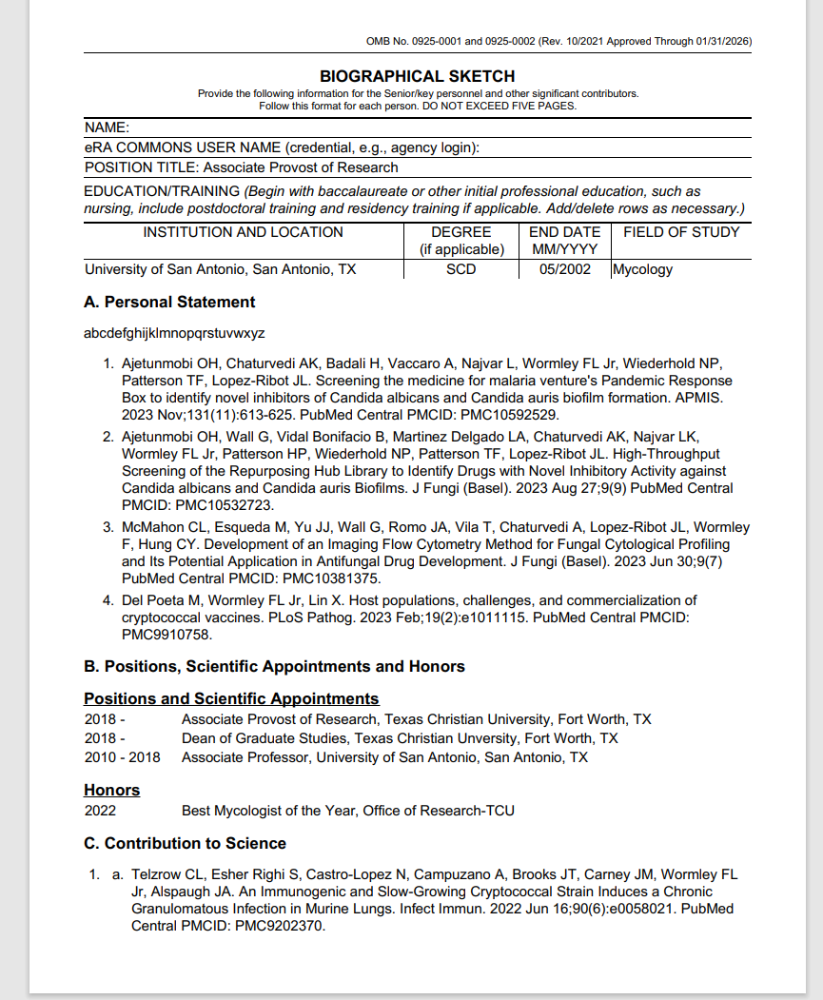 OMB No. 0925-0001 and 0925-0002 (Rev. 10/2021 Approved Through 01/31/2026)
BIOGRAPHICAL SKETCH
Provide the following information for the Senior/key personnel and other significant contributors.
Follow this format for each person. DO NOT EXCEED FIVE PAGES.
NAME:
eRA COMMONS USER NAME (credential, e.g., agency login):
POSITION TITLE: Associate Provost of Research
EDUCATION/TRAINING (Begin with baccalaureate or other initial professional education, such as
nursing, include postdoctoral training and residency training if applicable. Add/delete rows as necessary.)
INSTITUTION AND LOCATION DEGREE END DATE FIELD OF STUDY
(if applicable) MM/YYYY
University of San Antonio, San Antonio, TX SCD 05/2002 Mycology
A. Personal Statement
abcdefghijklmnopqrstuvwxyz
1. Ajetunmobi OH, Chaturvedi AK, Badali H, Vaccaro A, Najvar L, Wormley FL Jr, Wiederhold NP,
Patterson TF, Lopez-Ribot JL. Screening the medicine for malaria venture's Pandemic Response
Box to identify novel inhibitors of Candida albicans and Candida auris biofilm formation. APMIS.
2023 Nov;131(11):613-625. PubMed Central PMCID: PMC10592529.
2. Ajetunmobi OH, Wall G, Vidal Bonifacio B, Martinez Delgado LA, Chaturvedi AK, Najvar LK,
Wormley FL Jr, Patterson HP, Wiederhold NP, Patterson TF, Lopez-Ribot JL. High-Throughput
Screening of the Repurposing Hub Library to Identify Drugs with Novel Inhibitory Activity against
Candida albicans and Candida auris Biofilms. J Fungi (Basel). 2023 Aug 27;9(9) PubMed Central
PMCID: PMC10532723.
3. McMahon CL, Esqueda M, Yu JJ, Wall G, Romo JA, Vila T, Chaturvedi A, Lopez-Ribot JL, Wormley
F, Hung CY. Development of an Imaging Flow Cytometry Method for Fungal Cytological Profiling
and Its Potential Application in Antifungal Drug Development. J Fungi (Basel). 2023 Jun 30;9(7)
PubMed Central PMCID: PMC10381375.
4. Del Poeta M, Wormley FL Jr, Lin X. Host populations, challenges, and commercialization of
cryptococcal vaccines. PLoS Pathog. 2023 Feb;19(2):e1011115. PubMed Central PMCID:
PMC9910758.
B. Positions, Scientific Appointments and Honors
Positions and Scientific Appointments
2018 - Associate Provost of Research, Texas Christian University, Fort Worth, TX
2018 - Dean of Graduate Studies, Texas Christian Unversity, Fort Worth, TX
2010 - 2018 Associate Professor, University of San Antonio, San Antonio, TX
Honors
2022 Best Mycologist of the Year, Office of Research-TCU
C. Contribution to Science
1. a. Telzrow CL, Esher Righi S, Castro-Lopez N, Campuzano A, Brooks JT, Carney JM, Wormley FL
Jr, Alspaugh JA. An Immunogenic and Slow-Growing Cryptococcal Strain Induces a Chronic
Granulomatous Infection in Murine Lungs. Infect Immun. 2022 Jun 16;90(6):e0058021. PubMed
Central PMCID: PMC9202370.